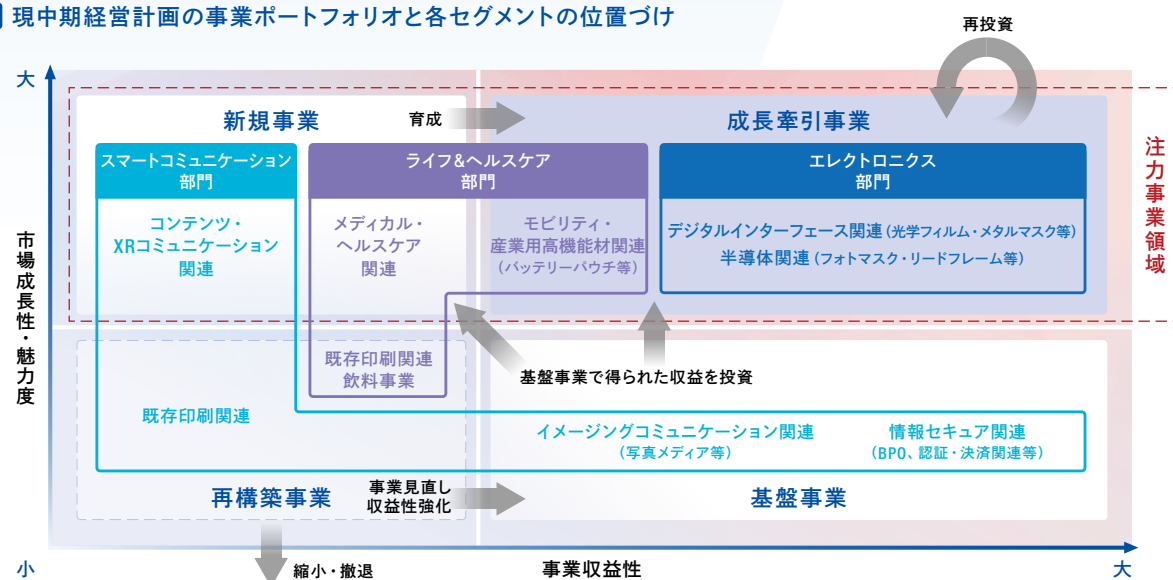 現中期経営計画の事業ポートフォリオと各セグメントの位置づけ
再投資
大
新規事業
育成
成長牽引事業
スマートコミュニケーション
部門
ライフ&ヘルスケア
部門
エレクトロニクス
部門
コンテンツ・
XRコミュニケーション
関連
メディカル・
ヘルスケア
関連
モビリティ・
産業用高機能材関連
(バッテリーパウチ等)
デジタルインターフェース関連(光学フィルム・メタルマスク等)
半導体関連(フォトマスク・リードフレーム等)
注力事業領域
市場成長性・魅力度
既存印刷関連
飲料事業
基盤事業で得られた収益を投資
既存印刷関連
イメージングコミュニケーション関連
(写真メディア等)
情報セキュア関連
(BPO、認証・決済関連等)
再構築事業
事業見直し
収益性強化
基盤事業
小
縮小・撤退
事業収益性
大